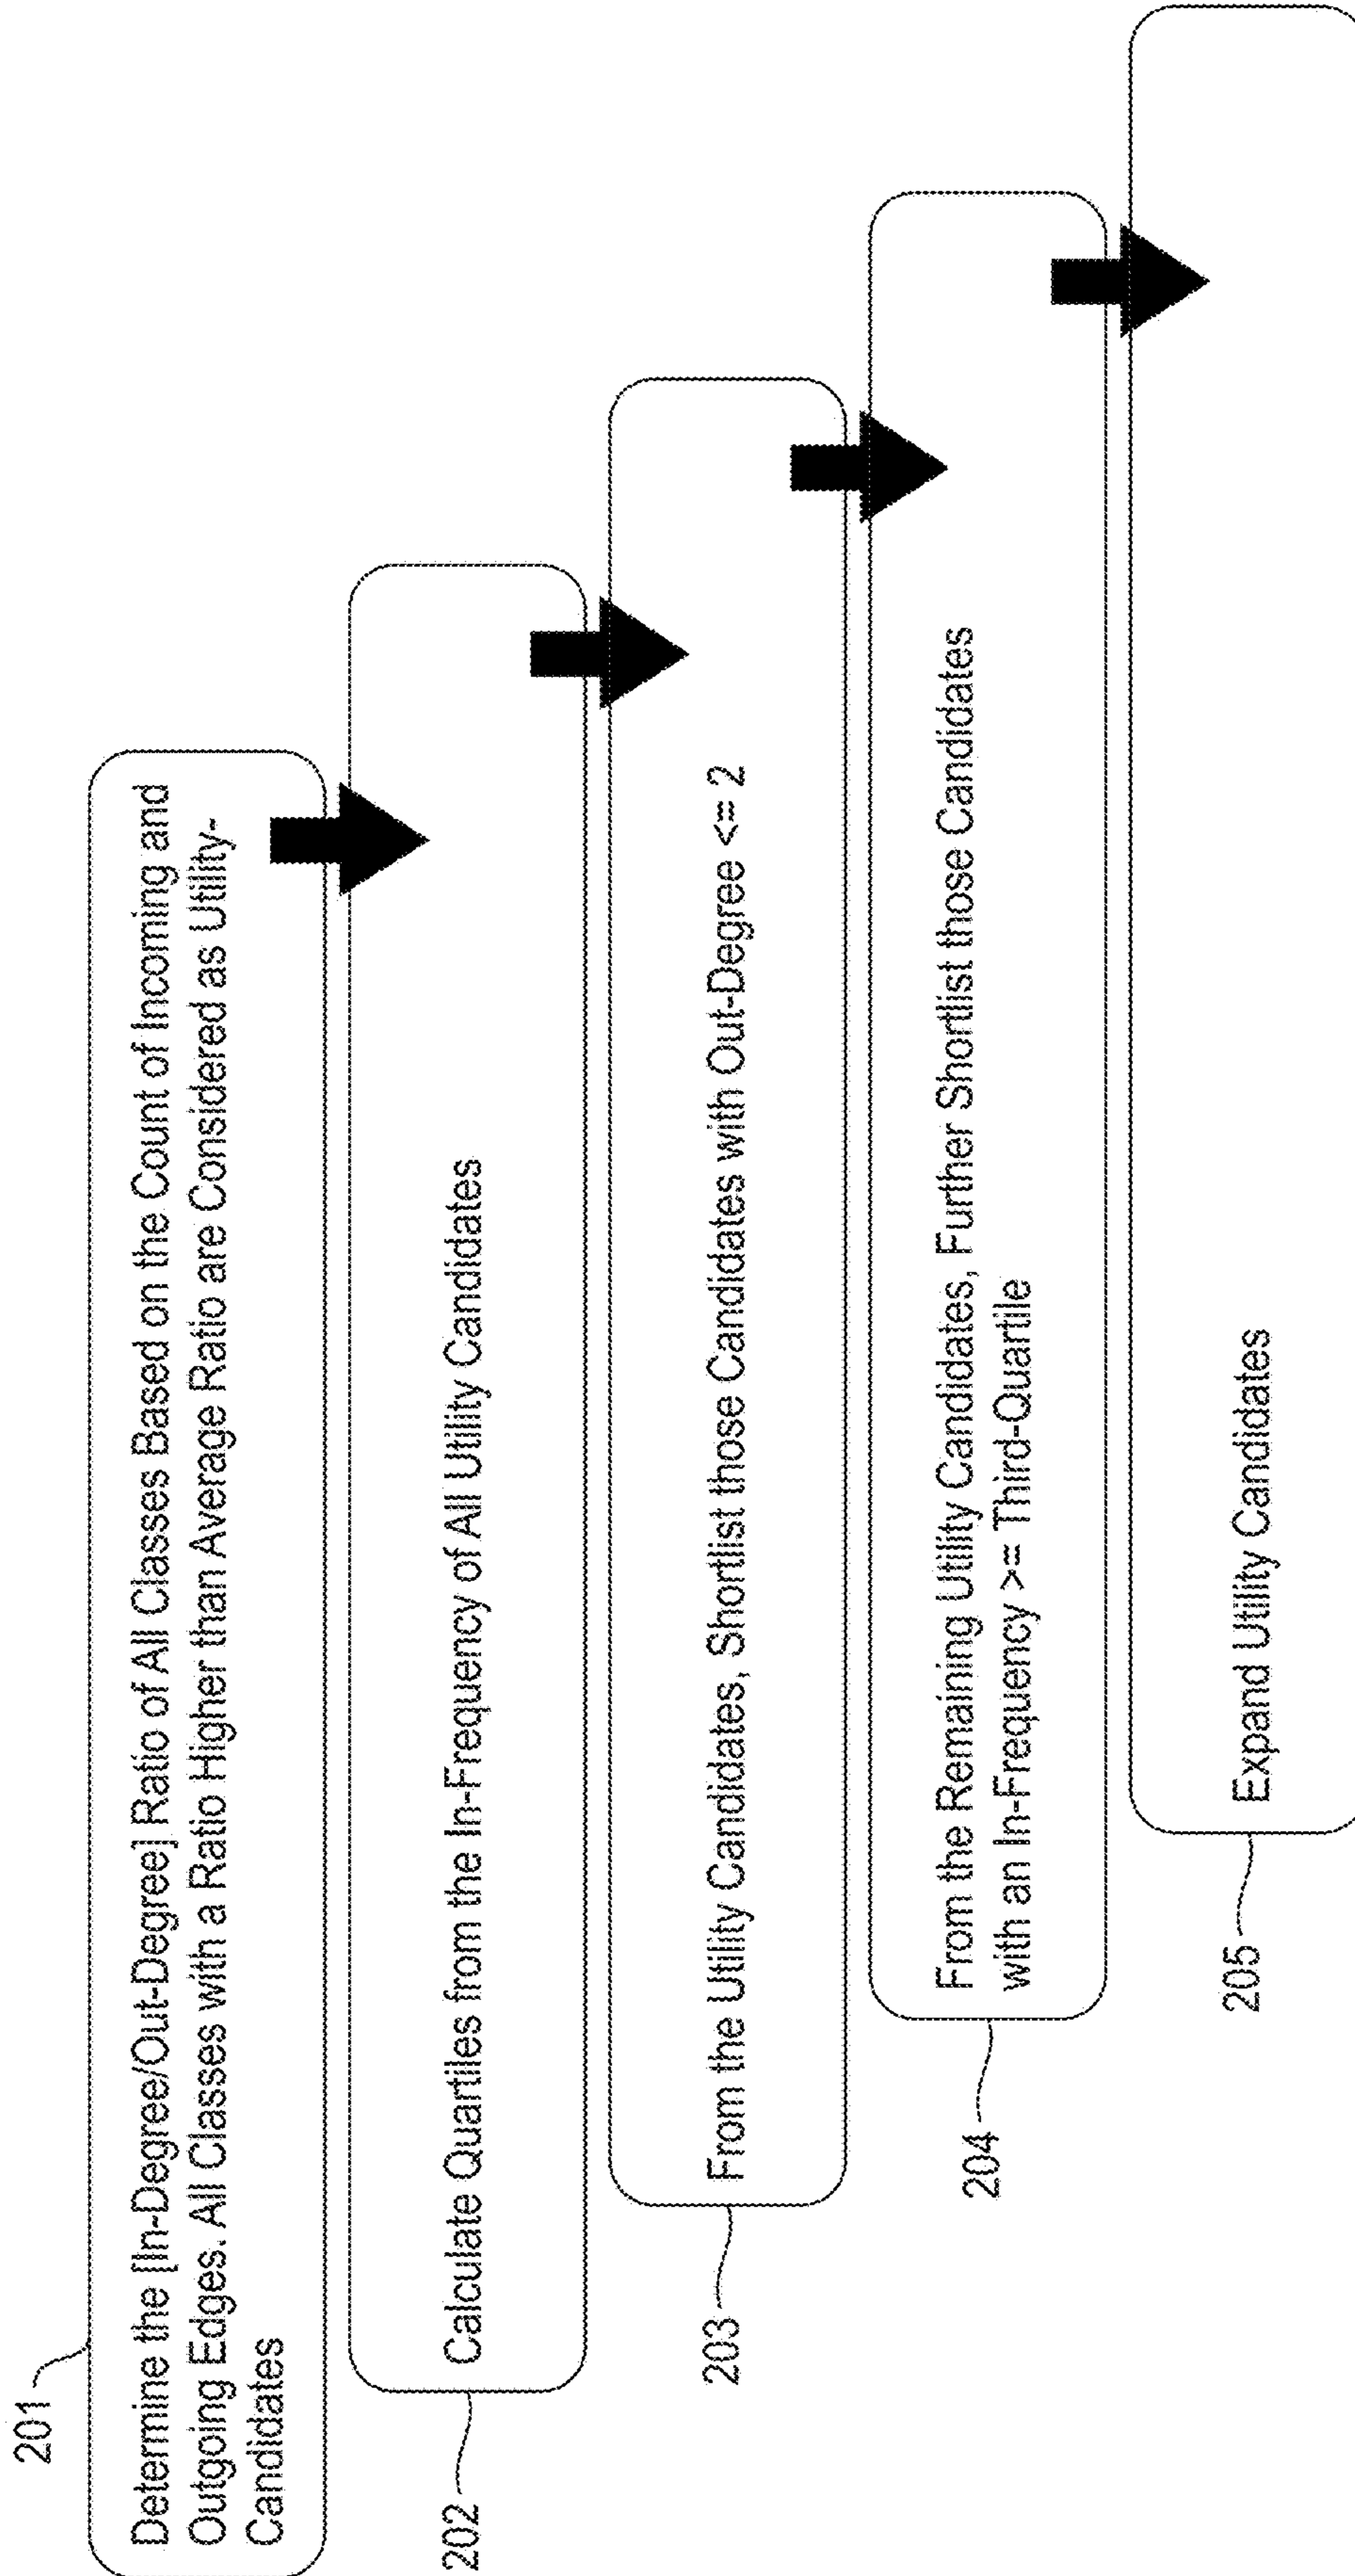 201
Determine the [In-Degree/Out-Degree] Ratio of All Classes Based on the Count of Incoming and
Outgoing Edges. All Classes with a Ratio Higher than Average Ratio are Considered as Utility-
Candidates
202
Calculate Quartiles from the In-Frequency of All Utility Candidates
203
From the Utility Candidates, Shortlist those Candidates with Out-Degree <= 2
204
From the Remaining Utility Candidates, Further Shortlist those Candidates
with an In-Frequency >= Third-Quartile
205
Expand Utility Candidates